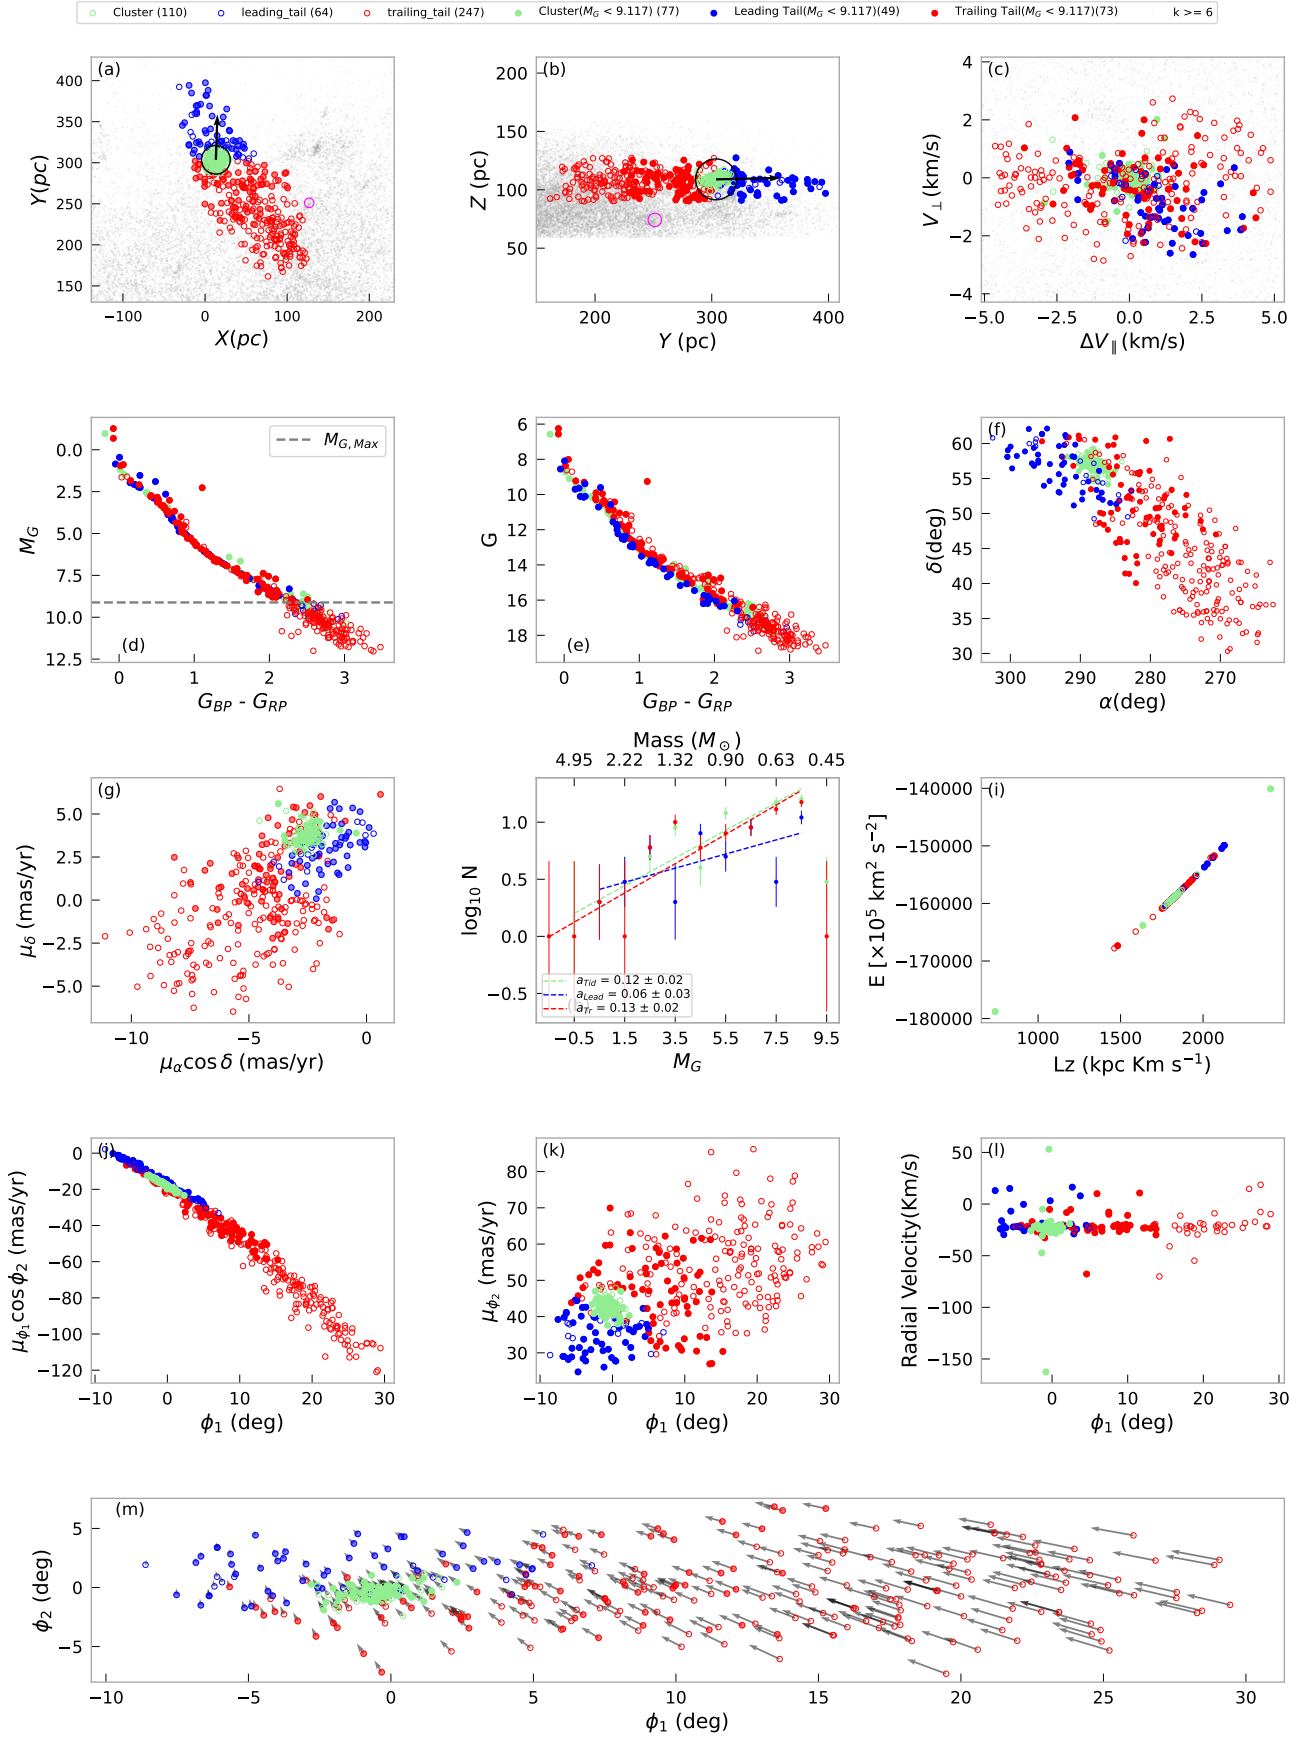 Cluster (110) leading_tail (64) trailing_tail (247) Cluster(M_G < 9.117) (77) Leading Tail(M_G < 9.117)(49) Trailing Tail(M_G < 9.117)(73) k >= 6
(a)
400
350
300
250
200
150
−100 0 100 200
Y(pc)
X(pc)
(b)
200
150
100
50
200 300 400
Z (pc)
Y (pc)
(c)
4
2
0
−2
−4
−5.0 −2.5 0.0 2.5 5.0
V⊥(km/s)
ΔV∥(km/s)
M_G,Max
0.0
2.5
5.0
7.5
10.0
12.5
(d)
0 1 2 3
M_G
G_BP - G_RP
6
8
10
12
14
16
18
(e)
0 1 2 3
G
G_BP - G_RP
(f)
60
55
50
45
40
35
30
300 290 280 270
δ(deg)
α(deg)
(g)
5.0
2.5
0.0
−2.5
−5.0
−10 −5 0
μ_δ (mas/yr)
μ_α cos δ (mas/yr)
Mass (M_⊙)
4.95 2.22 1.32 0.90 0.63 0.45
1.0
0.5
0.0
−0.5
log₁₀ N
a_Tid = 0.12 ± 0.02
a_Lead = 0.06 ± 0.03
a_Tr = 0.13 ± 0.02
−0.5 1.5 3.5 5.5 7.5 9.5
M_G
(i)
−140000
−150000
−160000
−170000
−180000
1000 1500 2000
E [×10⁵ km² s⁻²]
Lz (kpc Km s⁻¹)
(j)
0
−20
−40
−60
−80
−100
−120
−10 0 10 20 30
μ_ϕ₁ cos ϕ₂ (mas/yr)
ϕ₁ (deg)
(k)
80
70
60
50
40
30
−10 0 10 20 30
μ_ϕ₂ (mas/yr)
ϕ₁ (deg)
(l)
50
0
−50
−100
−150
0 10 20 30
Radial Velocity(Km/s)
ϕ₁ (deg)
(m)
5
0
−5
−10 −5 0 5 10 15 20 25 30
ϕ₂ (deg)
ϕ₁ (deg)